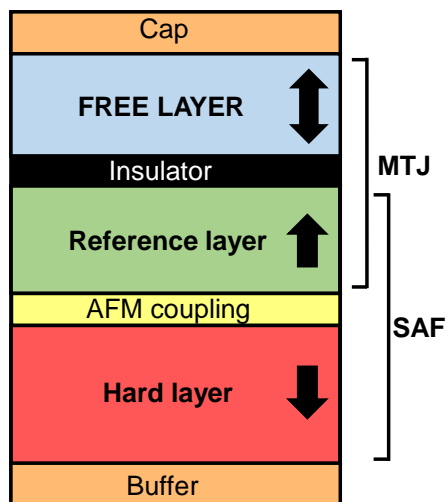 Cap
FREE LAYER
MTJ
Insulator
Reference layer
AFM coupling
SAF
Hard layer
Buffer